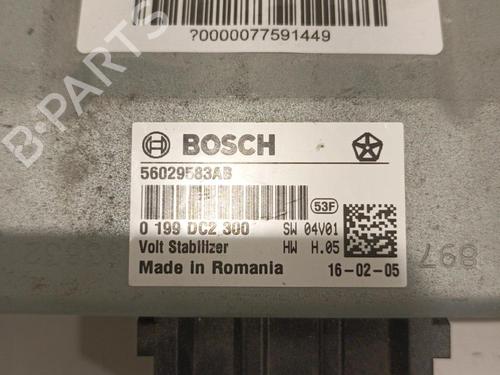 ?0000077591449
B-PARTS
BOSCH
56029583AB
53F
0 199 DC2 300 SW 04V01
Volt Stabilizer HW H.05
Made in Romania 16-02-05
897